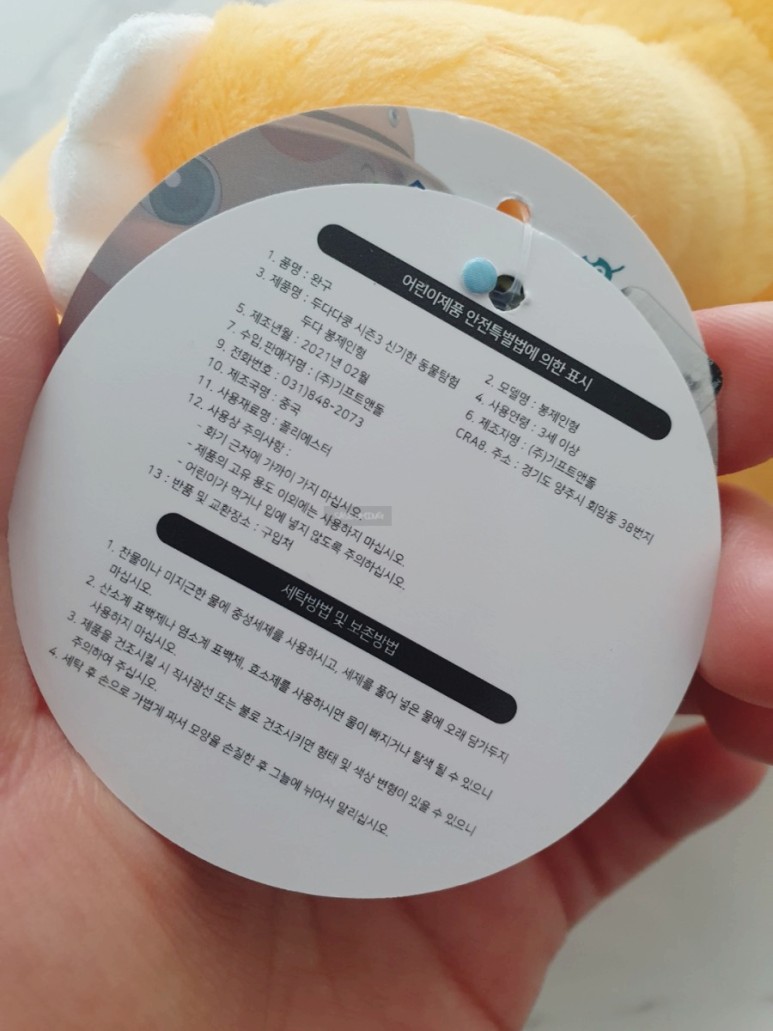 어린이제품 안전특별법에 의한 표시
1. 품명 : 완구
2. 모델명 : 봉제인형
3. 제품명 : 두다다쿵 시즌3 신기한 동물탐험
두다 봉제인형
4. 사용연령 : 3세 이상
5. 제조년월 : 2021년 02월
6. 제조자명 : (주)기프트앤돌
7. 수입,판매자명 : (주)기프트앤돌
CRA8. 주소 : 경기도 양주시 회암동 38번지
9. 전화번호 : 031)848-2073
10. 제조국명 : 중국
11. 사용재료명 : 폴리에스터
12. 사용상 주의사항 :
- 화기 근처에 가까이 가지 마십시오.
- 제품의 고유 용도 이외에는 사용하지 마십시오.
- 어린이가 먹거나 입에 넣지 않도록 주의하십시오.
13 : 반품 및 교환장소 : 구입처
세탁방법 및 보존방법
1. 찬물이나 미지근한 물에 중성세제를 사용하시고, 세제를 풀어 넣은 물에 오래 담가두지
마십시오.
2. 산소계 표백제나 염소계 표백제, 효소제를 사용하시면 물이 빠지거나 탈색 될 수 있으니
사용하지 마십시오.
3. 제품을 건조시킬 시 직사광선 또는 불로 건조시키면 형태 및 색상 변형이 있을 수 있으니
주의하여 주십시오.
4. 세탁 후 손으로 가볍게 짜서 모양을 손질한 후 그늘에 뉘어서 말리십시오.